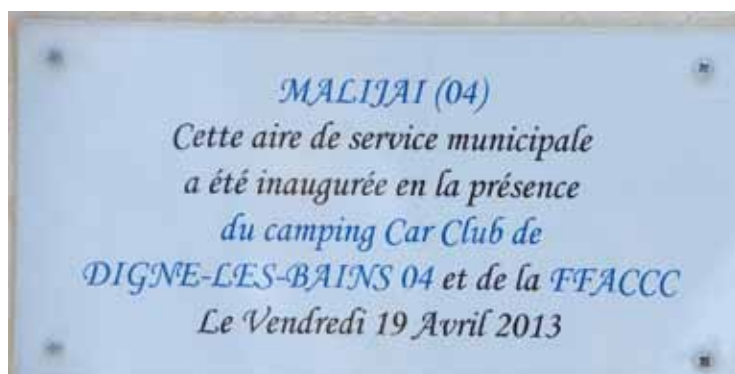 MALIJAI (04)
Cette aire de service municipale
a été inaugurée en la présence
du camping Car Club de
DIGNE-LES-BAINS 04 et de la FFACCC
Le Vendredi 19 Avril 2013